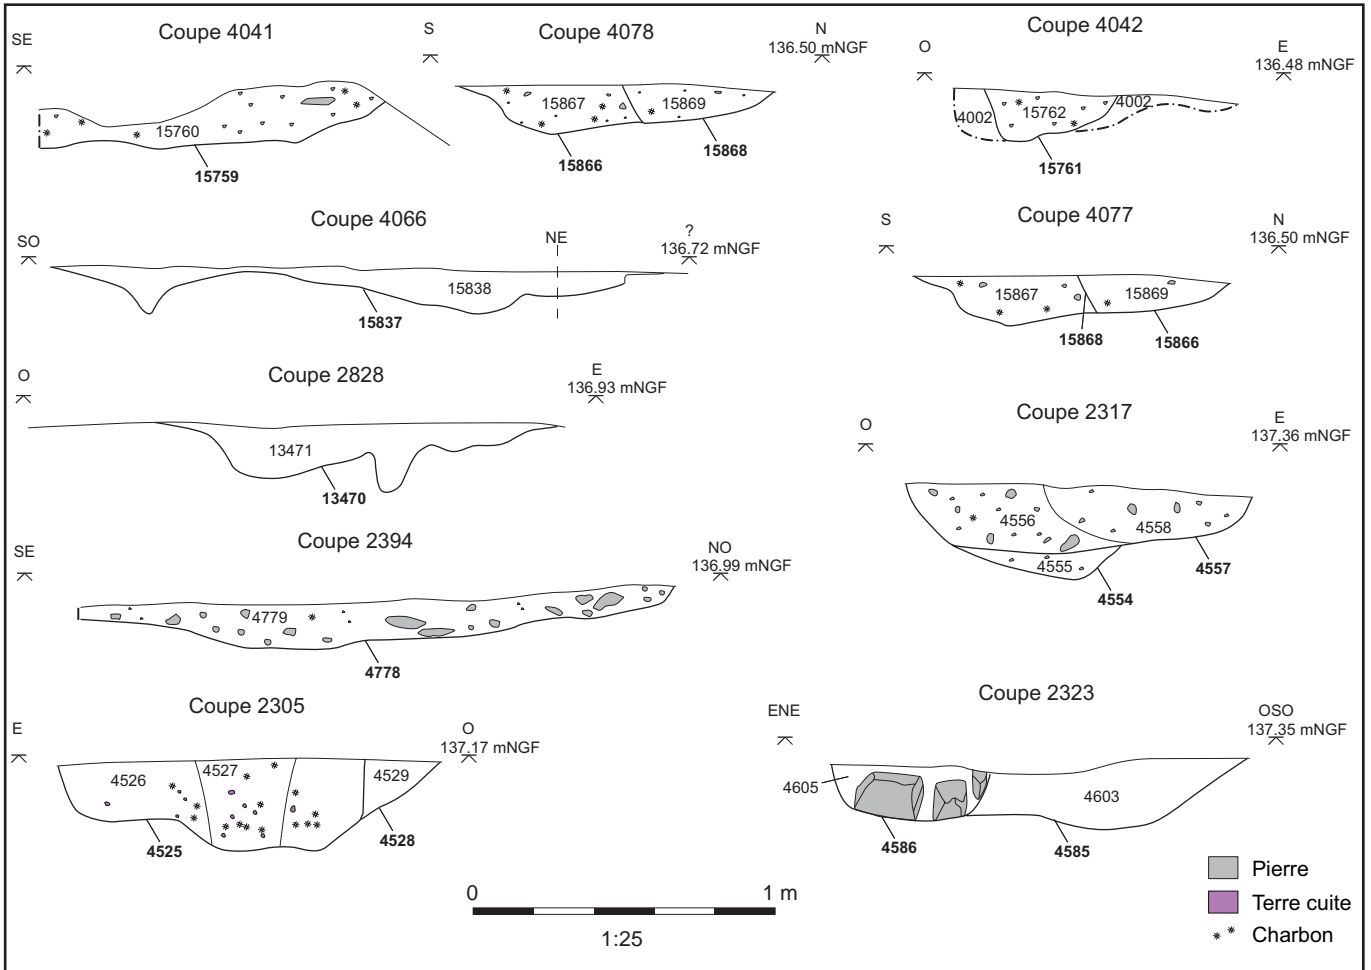 Coupe 4041
SE
15760
15759
Coupe 4078
S
N
136.50 mNGF
15867
15869
15866
15868
Coupe 4042
O
E
136.48 mNGF
4002
15762
4002
15761
Coupe 4066
SO
NE
?
136.72 mNGF
15838
15837
Coupe 4077
S
N
136.50 mNGF
15867
15869
15868
15866
Coupe 2828
O
E
136.93 mNGF
13471
13470
Coupe 2317
O
E
137.36 mNGF
4556
4558
4555
4557
4554
Coupe 2394
SE
NO
136.99 mNGF
4779
4778
Coupe 2305
E
O
137.17 mNGF
4526
4527
4529
4525
4528
Coupe 2323
ENE
OSO
137.35 mNGF
4605
4603
4586
4585
0
1 m
1:25
Pierre
Terre cuite
Charbon